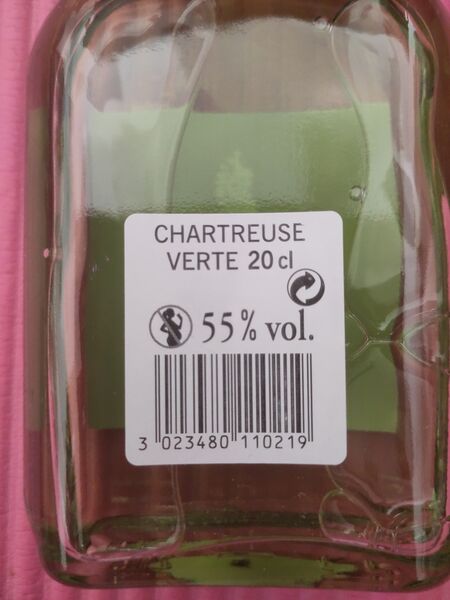 CHARTREUSE
VERTE 20 cl
55% vol.
3 023480 110219